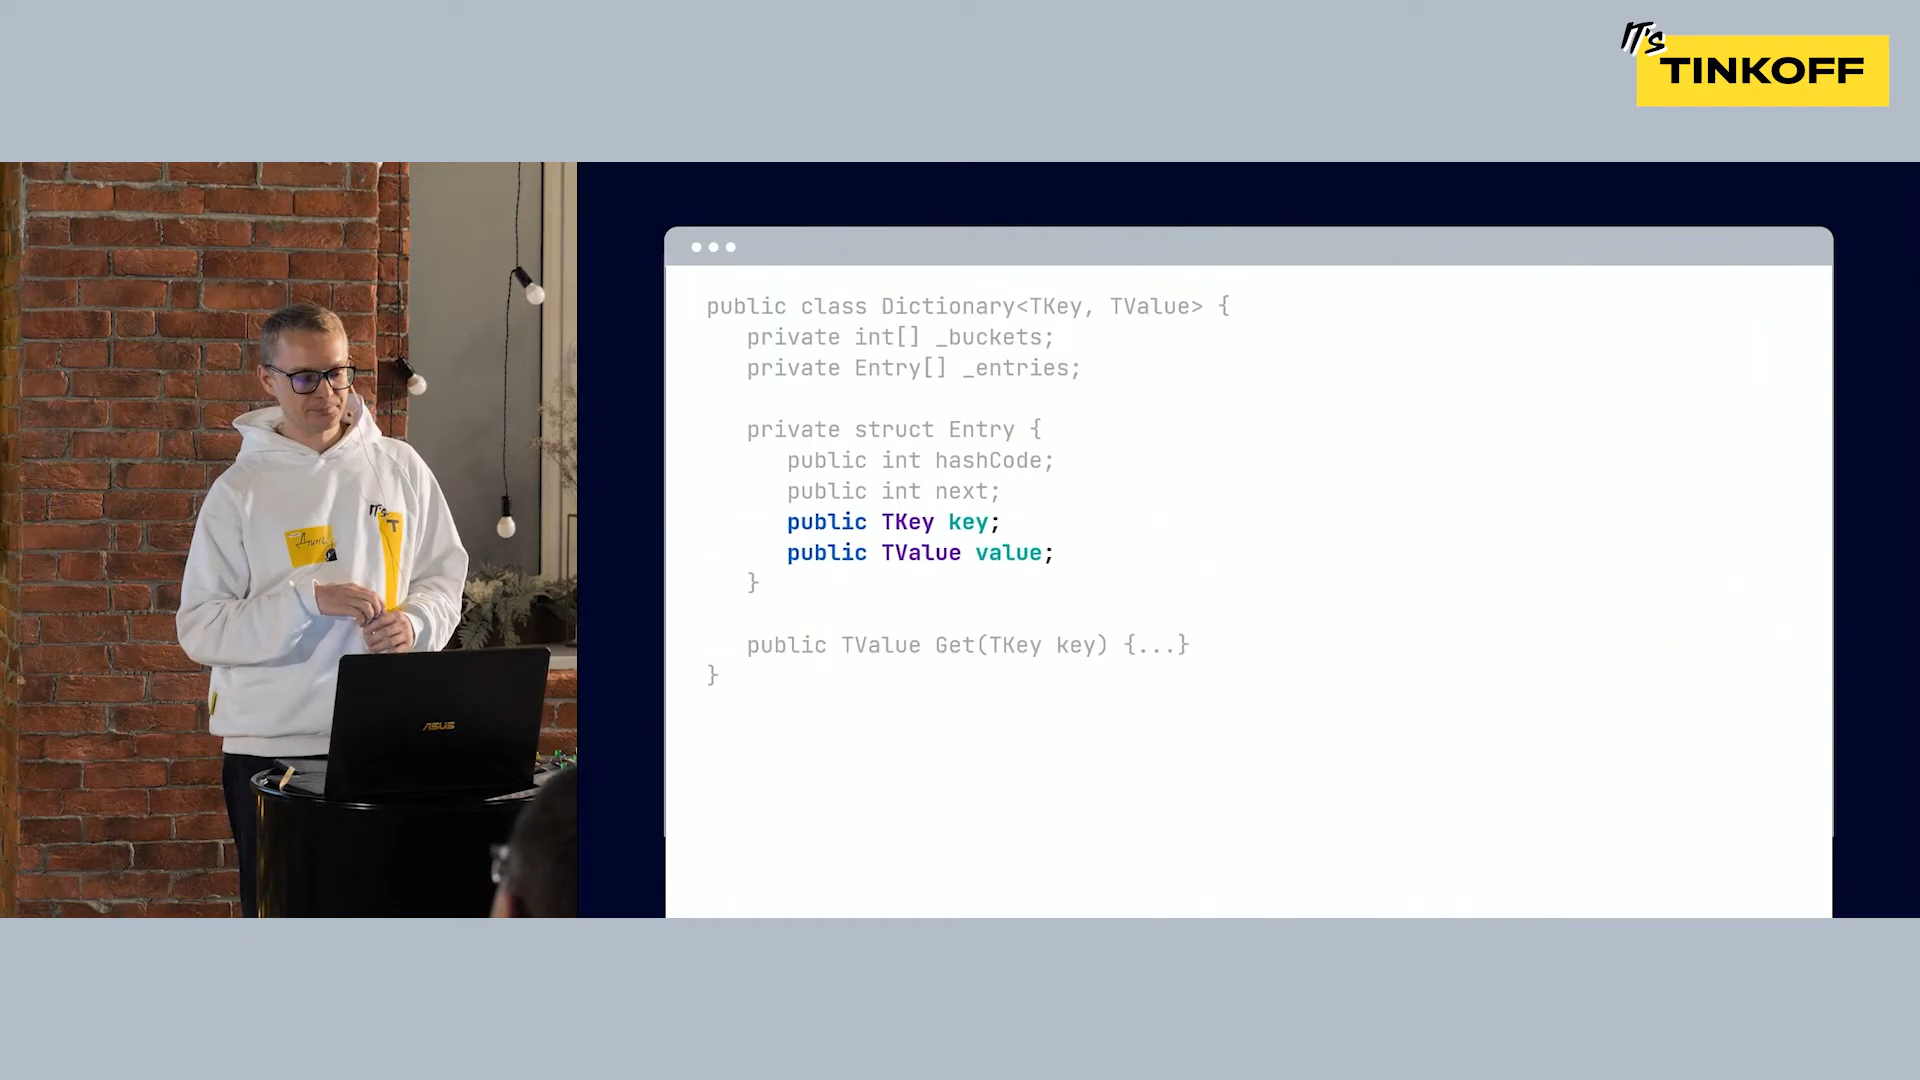 IT's
TINKOFF
public class Dictionary<TKey, TValue> {
private int[] _buckets;
private Entry[] _entries;
private struct Entry {
public int hashCode;
public int next;
public TKey key;
public TValue value;
}
public TValue Get(TKey key) {...}
}
IT's
T
ASUS